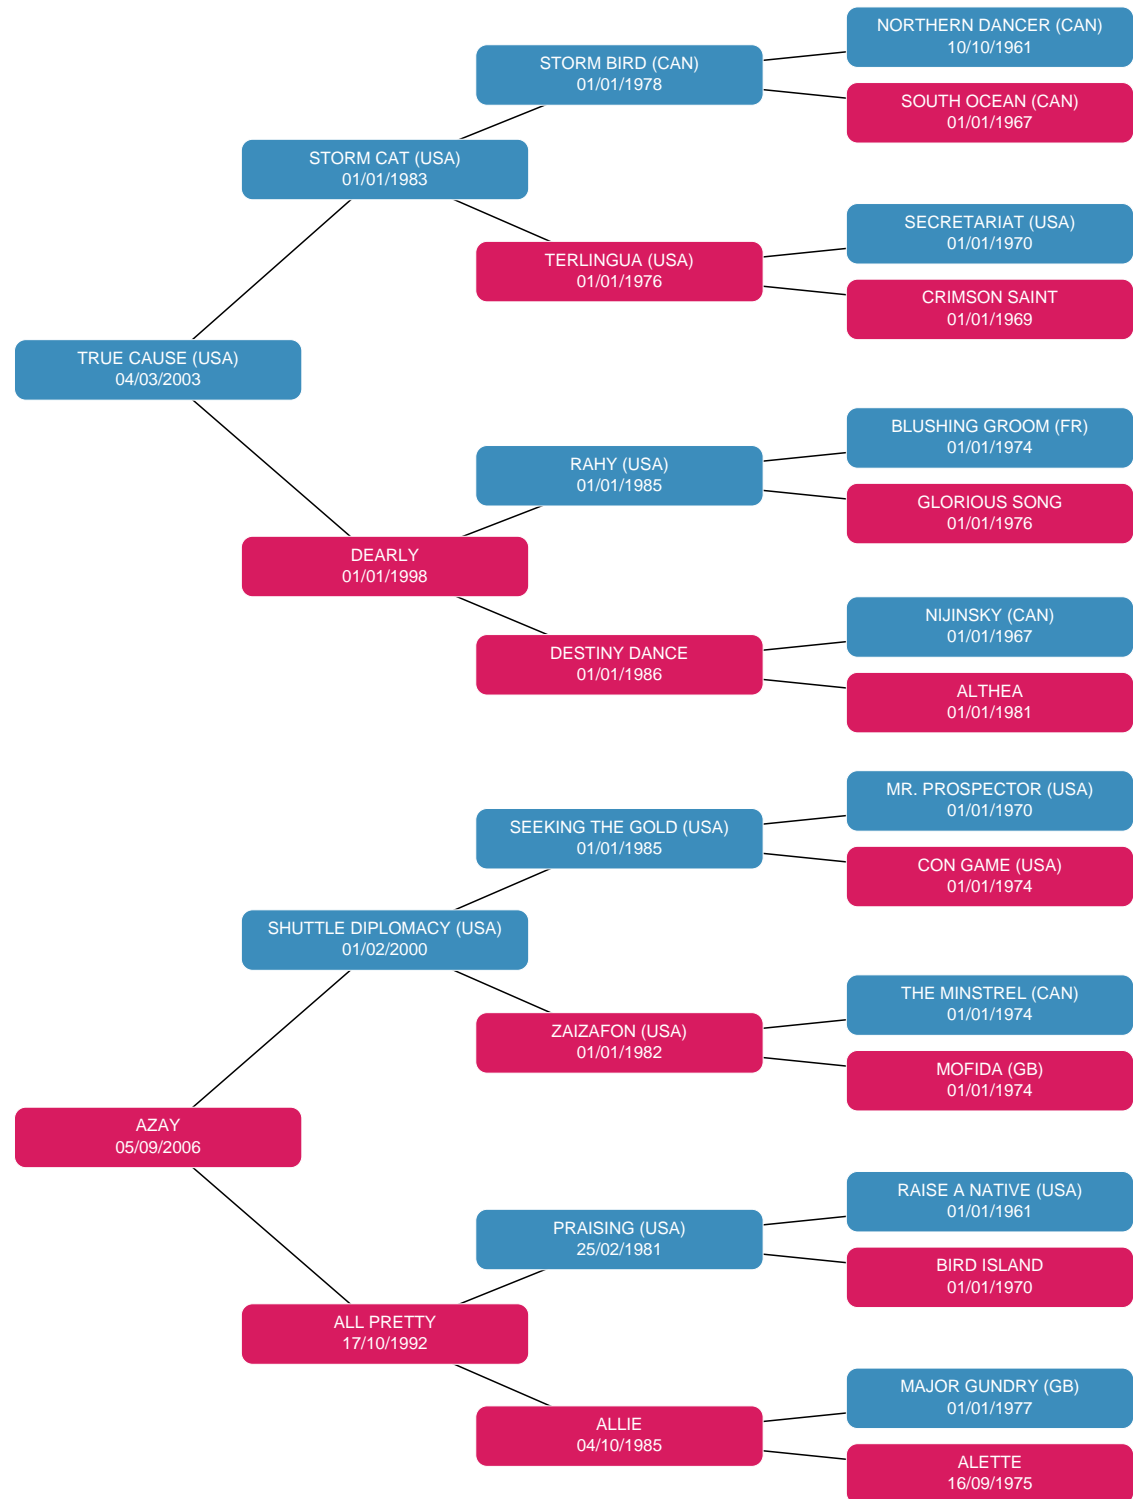 NORTHERN DANCER (CAN)
10/10/1961
STORM BIRD (CAN)
01/01/1978
SOUTH OCEAN (CAN)
01/01/1967
STORM CAT (USA)
01/01/1983
SECRETARIAT (USA)
01/01/1970
TERLINGUA (USA)
01/01/1976
CRIMSON SAINT
01/01/1969
TRUE CAUSE (USA)
04/03/2003
BLUSHING GROOM (FR)
01/01/1974
RAHY (USA)
01/01/1985
GLORIOUS SONG
01/01/1976
DEARLY
01/01/1998
NIJINSKY (CAN)
01/01/1967
DESTINY DANCE
01/01/1986
ALTHEA
01/01/1981
MR. PROSPECTOR (USA)
01/01/1970
SEEKING THE GOLD (USA)
01/01/1985
CON GAME (USA)
01/01/1974
SHUTTLE DIPLOMACY (USA)
01/02/2000
THE MINSTREL (CAN)
01/01/1974
ZAIZAFON (USA)
01/01/1982
MOFIDA (GB)
01/01/1974
AZAY
05/09/2006
RAISE A NATIVE (USA)
01/01/1961
PRAISING (USA)
25/02/1981
BIRD ISLAND
01/01/1970
ALL PRETTY
17/10/1992
MAJOR GUNDRY (GB)
01/01/1977
ALLIE
04/10/1985
ALETTE
16/09/1975